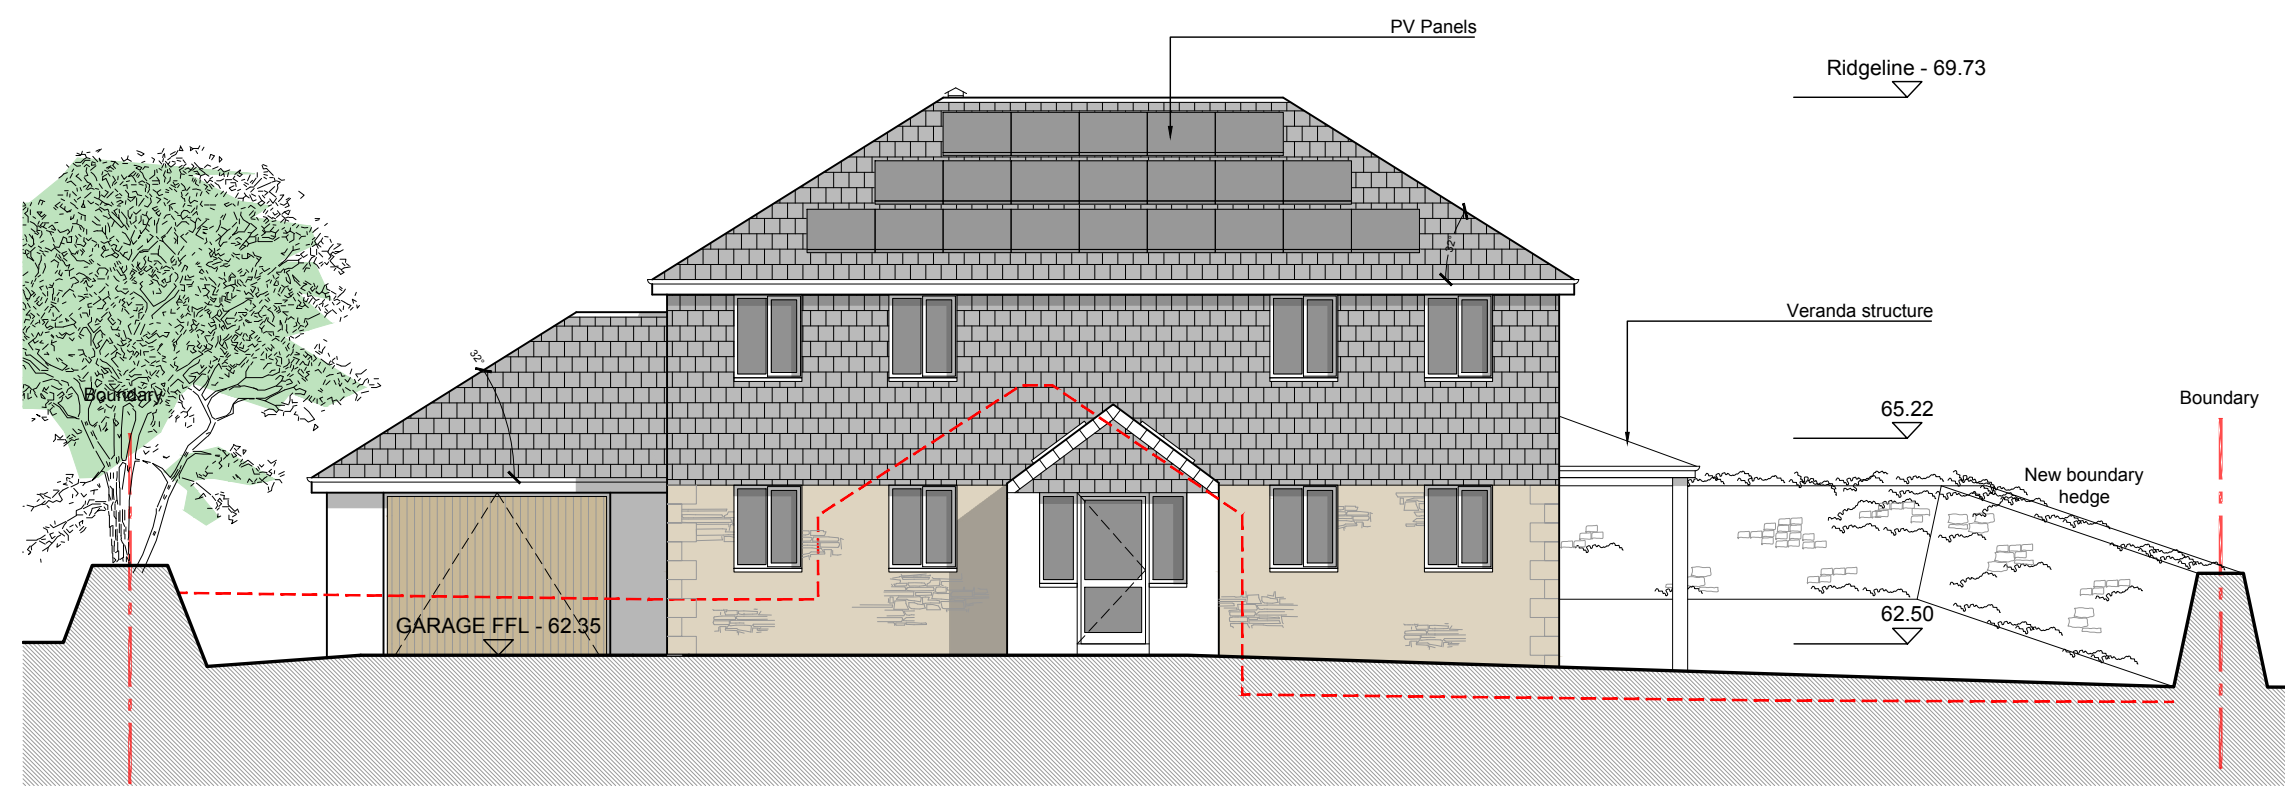 PV Panels
Ridgeline - 69.73
32°
Veranda structure
32°
Boundary
Boundary
65.22
New boundary
hedge
62.50
GARAGE FFL - 62.35